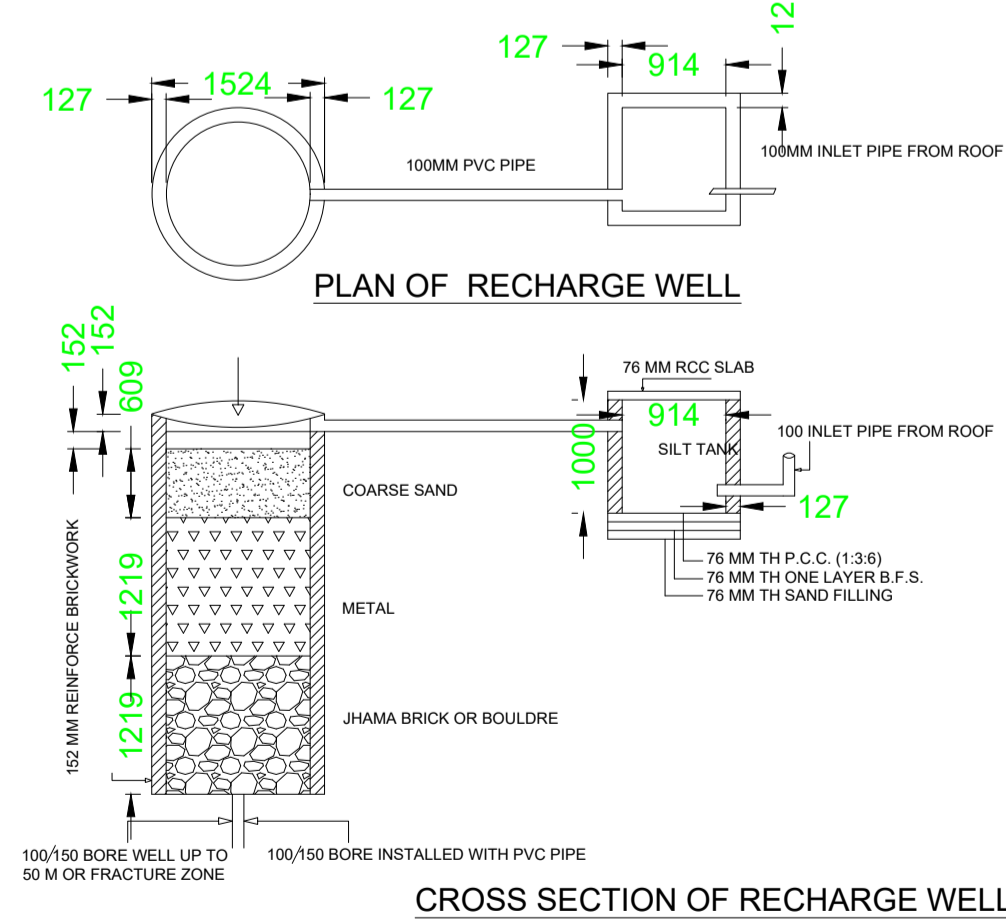 12
127
914
1524
127
127
100MM PVC PIPE
100MM INLET PIPE FROM ROOF
PLAN OF RECHARGE WELL
152
152
609
76 MM RCC SLAB
914
1000
SILT TANK
100 INLET PIPE FROM ROOF
127
COARSE SAND
76 MM TH P.C.C. (1:3:6)
76 MM TH ONE LAYER B.F.S.
76 MM TH SAND FILLING
1219
METAL
152 MM REINFORCE BRICKWORK
1219
JHAMA BRICK OR BOULDRE
100/150 BORE WELL UP TO
50 M OR FRACTURE ZONE
100/150 BORE INSTALLED WITH PVC PIPE
CROSS SECTION OF RECHARGE WELL